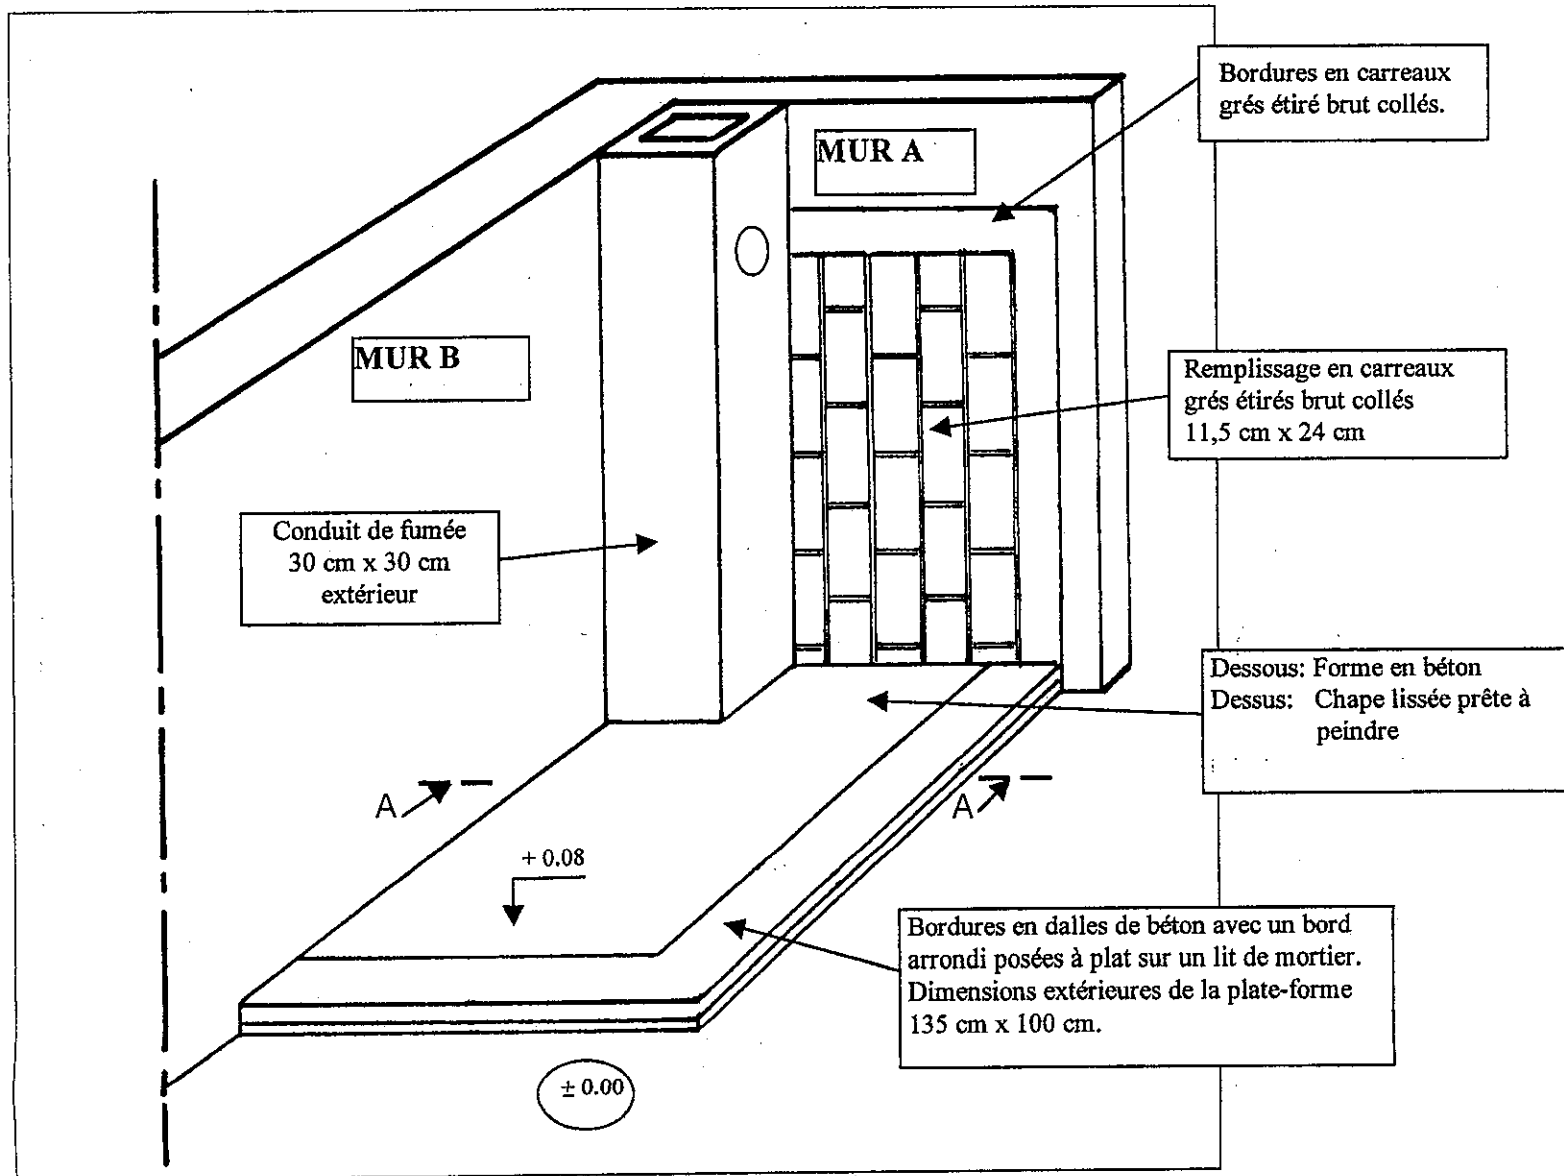 Bordures en carreaux
grés étiré brut collés.
MUR A
MUR B
Remplissage en carreaux
grés étirés brut collés
11,5 cm x 24 cm
Conduit de fumée
30 cm x 30 cm
extérieur
Dessous: Forme en béton
Dessus: Chape lissée prête à
peindre
A
A
+ 0.08
Bordures en dalles de béton avec un bord
arrondi posées à plat sur un lit de mortier.
Dimensions extérieures de la plate-forme
135 cm x 100 cm.
± 0.00